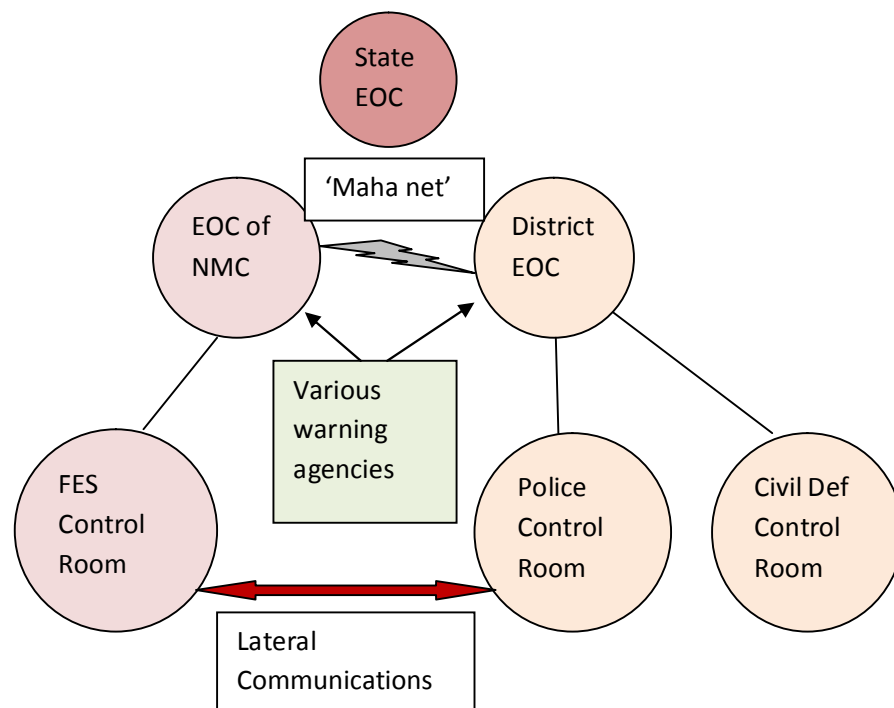 State
EOC
‘Maha net’
EOC of
NMC
District
EOC
Various
warning
agencies
FES
Control
Room
Police
Control
Room
Civil Def
Control
Room
Lateral
Communications